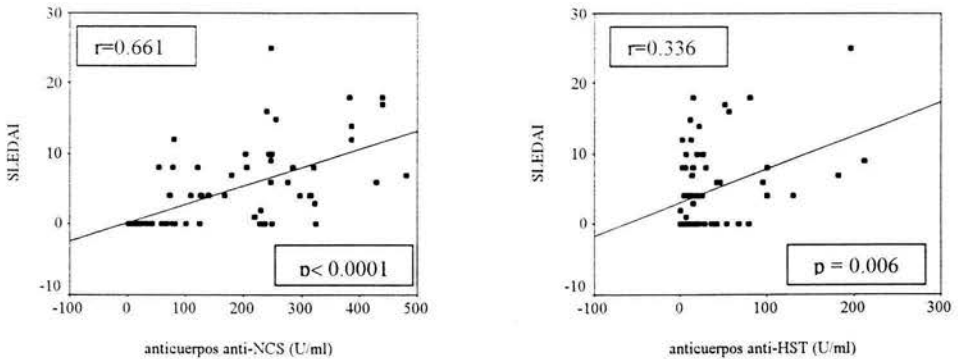 30
r=0.661
20
10
SLEDAI
0
p< 0.0001
-10
-100 0 100 200 300 400 500
anticuerpos anti-NCS (U/ml)
30
r=0.336
20
10
SLEDAI
0
p = 0.006
-10
-100 0 100 200 300
anticuerpos anti-HST (U/ml)